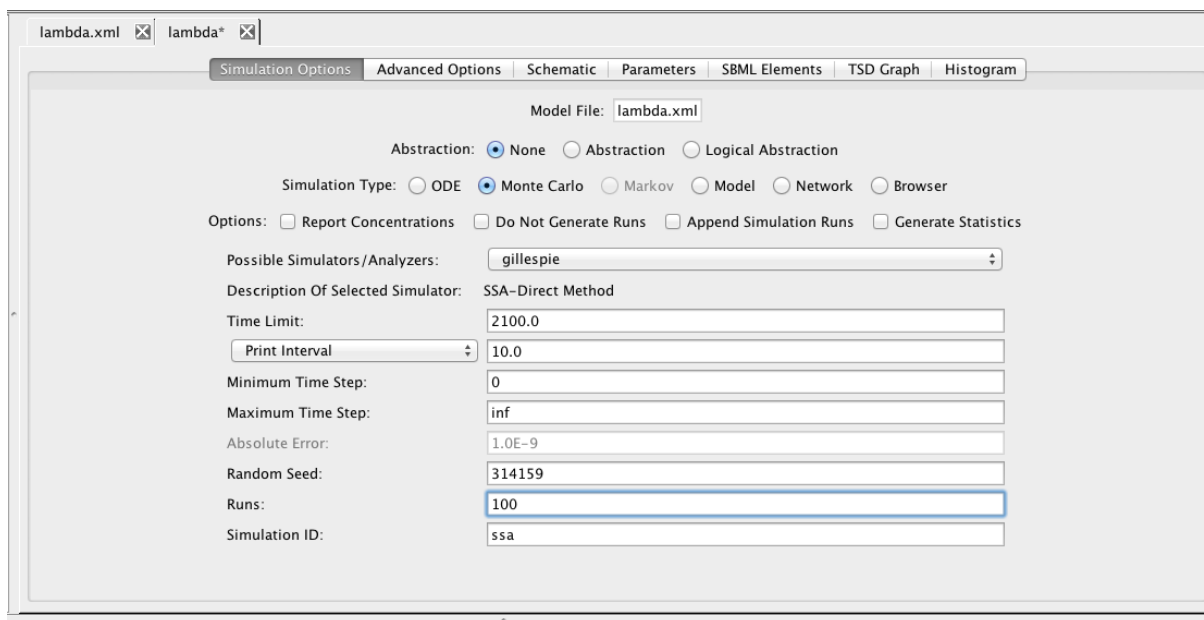 lambda.xml lambda*
Simulation Options Advanced Options Schematic Parameters SBML Elements TSD Graph Histogram
Model File: lambda.xml
Abstraction: None Abstraction Logical Abstraction
Simulation Type: ODE Monte Carlo Markov Model Network Browser
Options: Report Concentrations Do Not Generate Runs Append Simulation Runs Generate Statistics
Possible Simulators/Analyzers: gillespie
Description Of Selected Simulator: SSA-Direct Method
Time Limit: 2100.0
Print Interval 10.0
Minimum Time Step: 0
Maximum Time Step: inf
Absolute Error: 1.0E-9
Random Seed: 314159
Runs: 100
Simulation ID: ssa